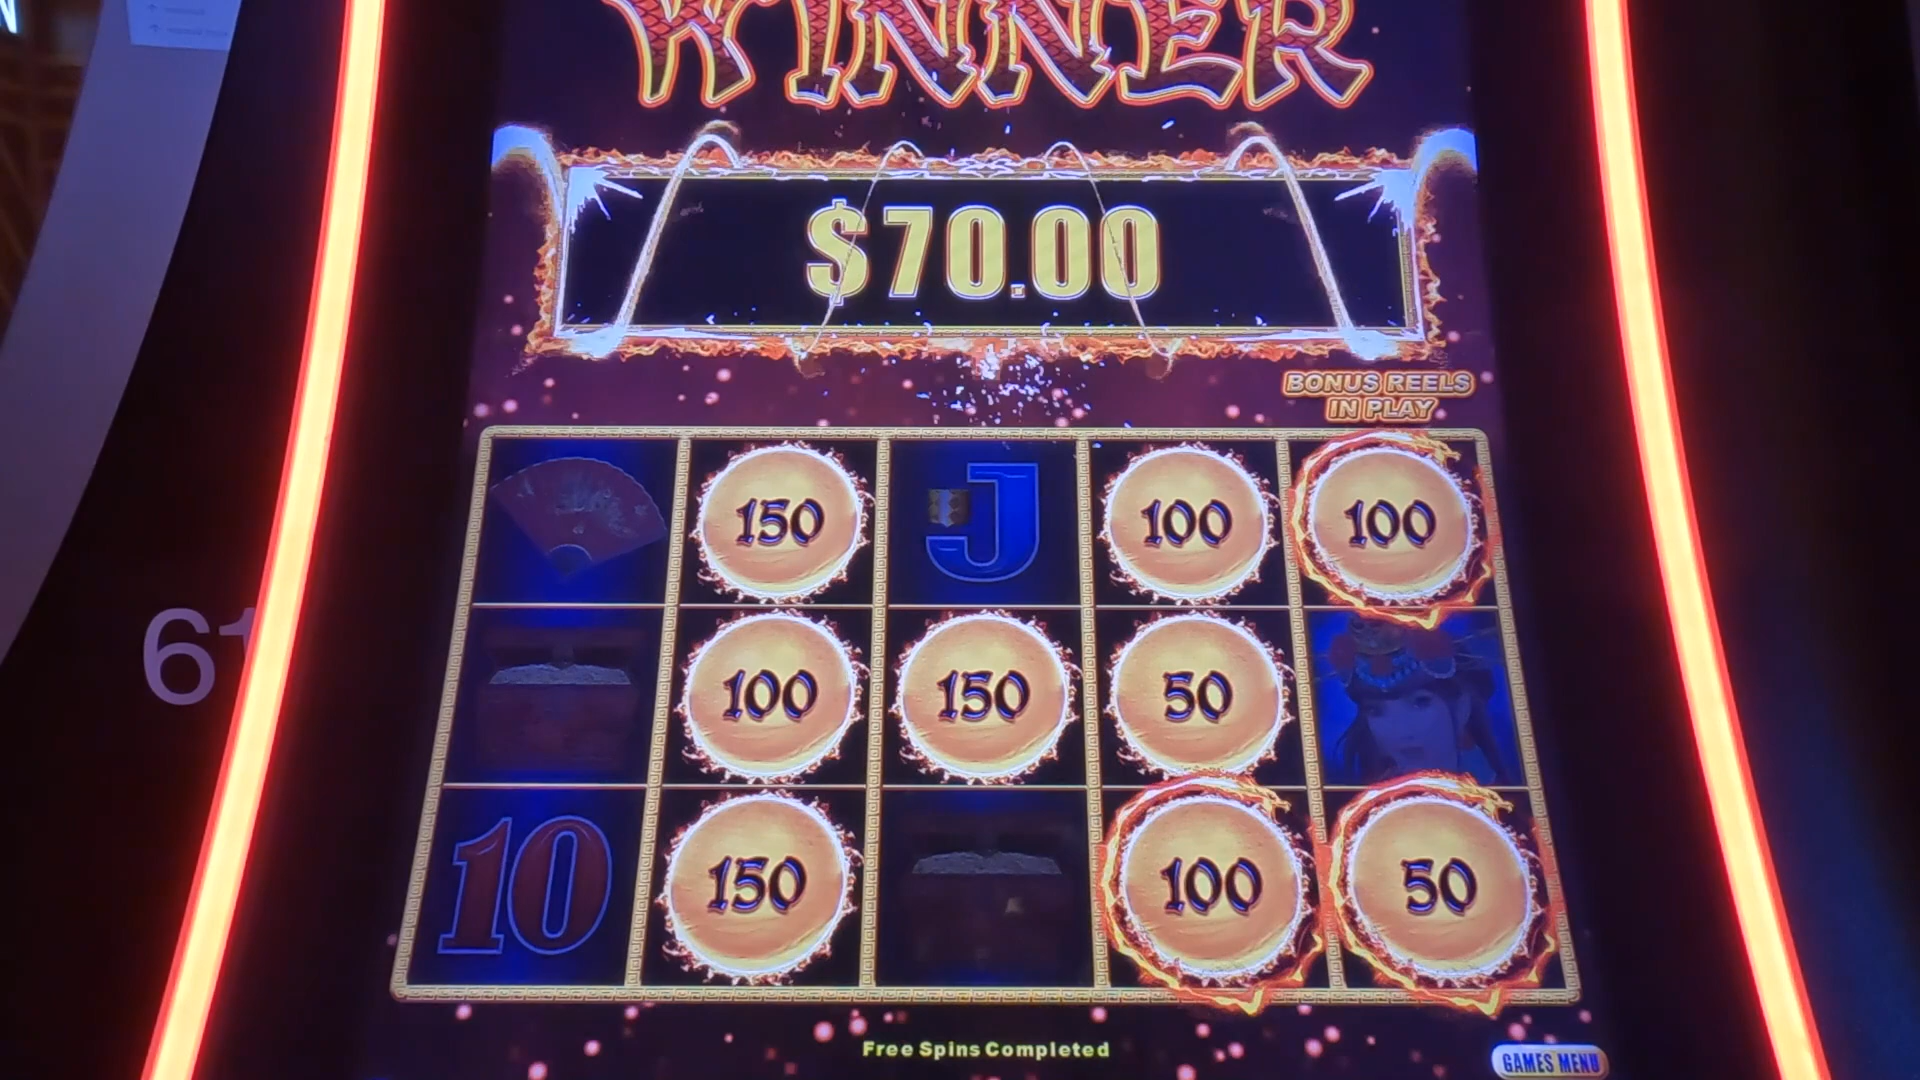 N
WINNER
$70.00
BONUS REELS
IN PLAY
150 J 100 100
100 150 50
10 150 100 50
61
Free Spins Completed
GAMES MENU